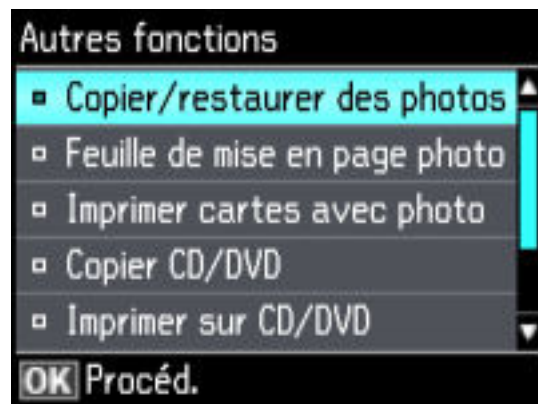 Autres fonctions
Copier/restaurer des photos
Feuille de mise en page photo
Imprimer cartes avec photo
Copier CD/DVD
Imprimer sur CD/DVD
OK Procéd.